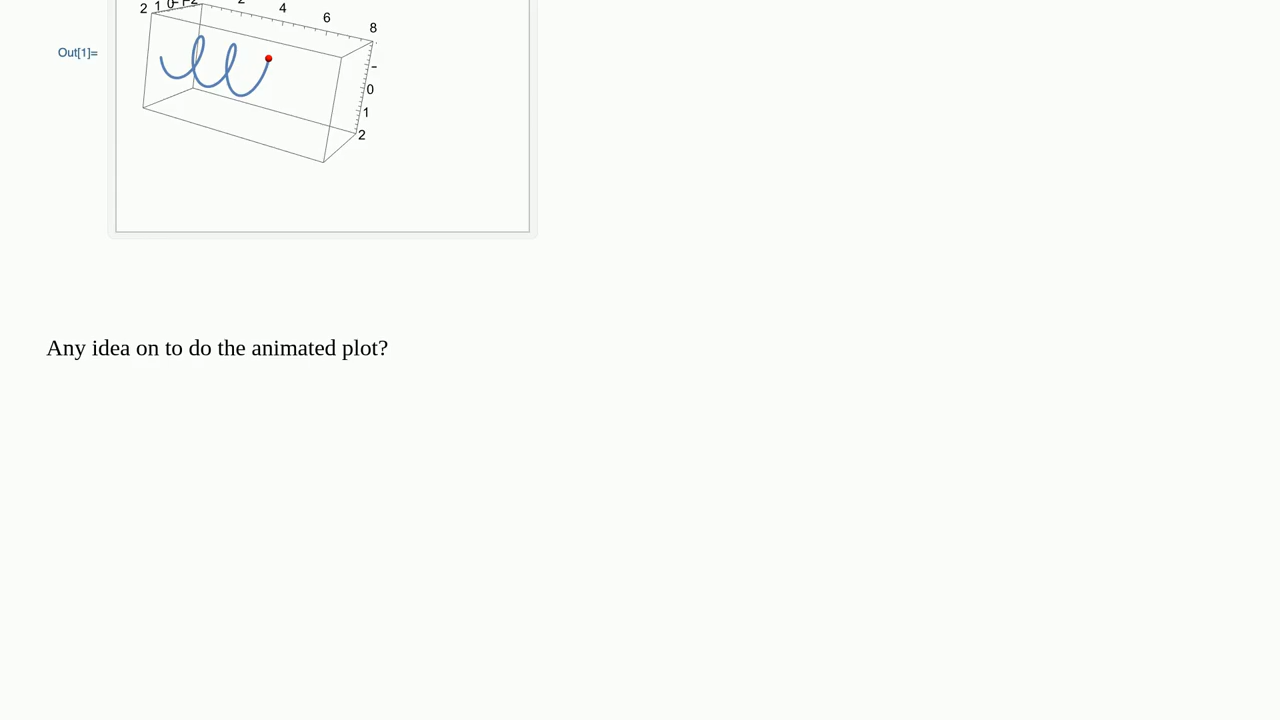 2 1 0 4 6 8
Out[1]=
0
1
2
Any idea on to do the animated plot?